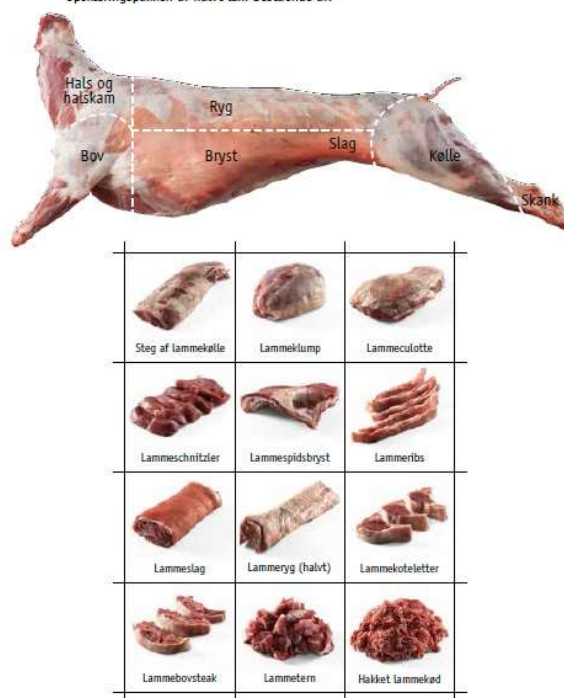 Hals og
halskam
Ryg
Bov
Bryst
Slag
Kølle
Skank
Steg af lammekølle
Lammeklump
Lammeculotte
Lammeschnitzler
Lammespidsbryst
Lammeribs
Lammeslag
Lammeryg (halvt)
Lammekoteletter
Lammebovsteak
Lammetern
Hakket lammekød